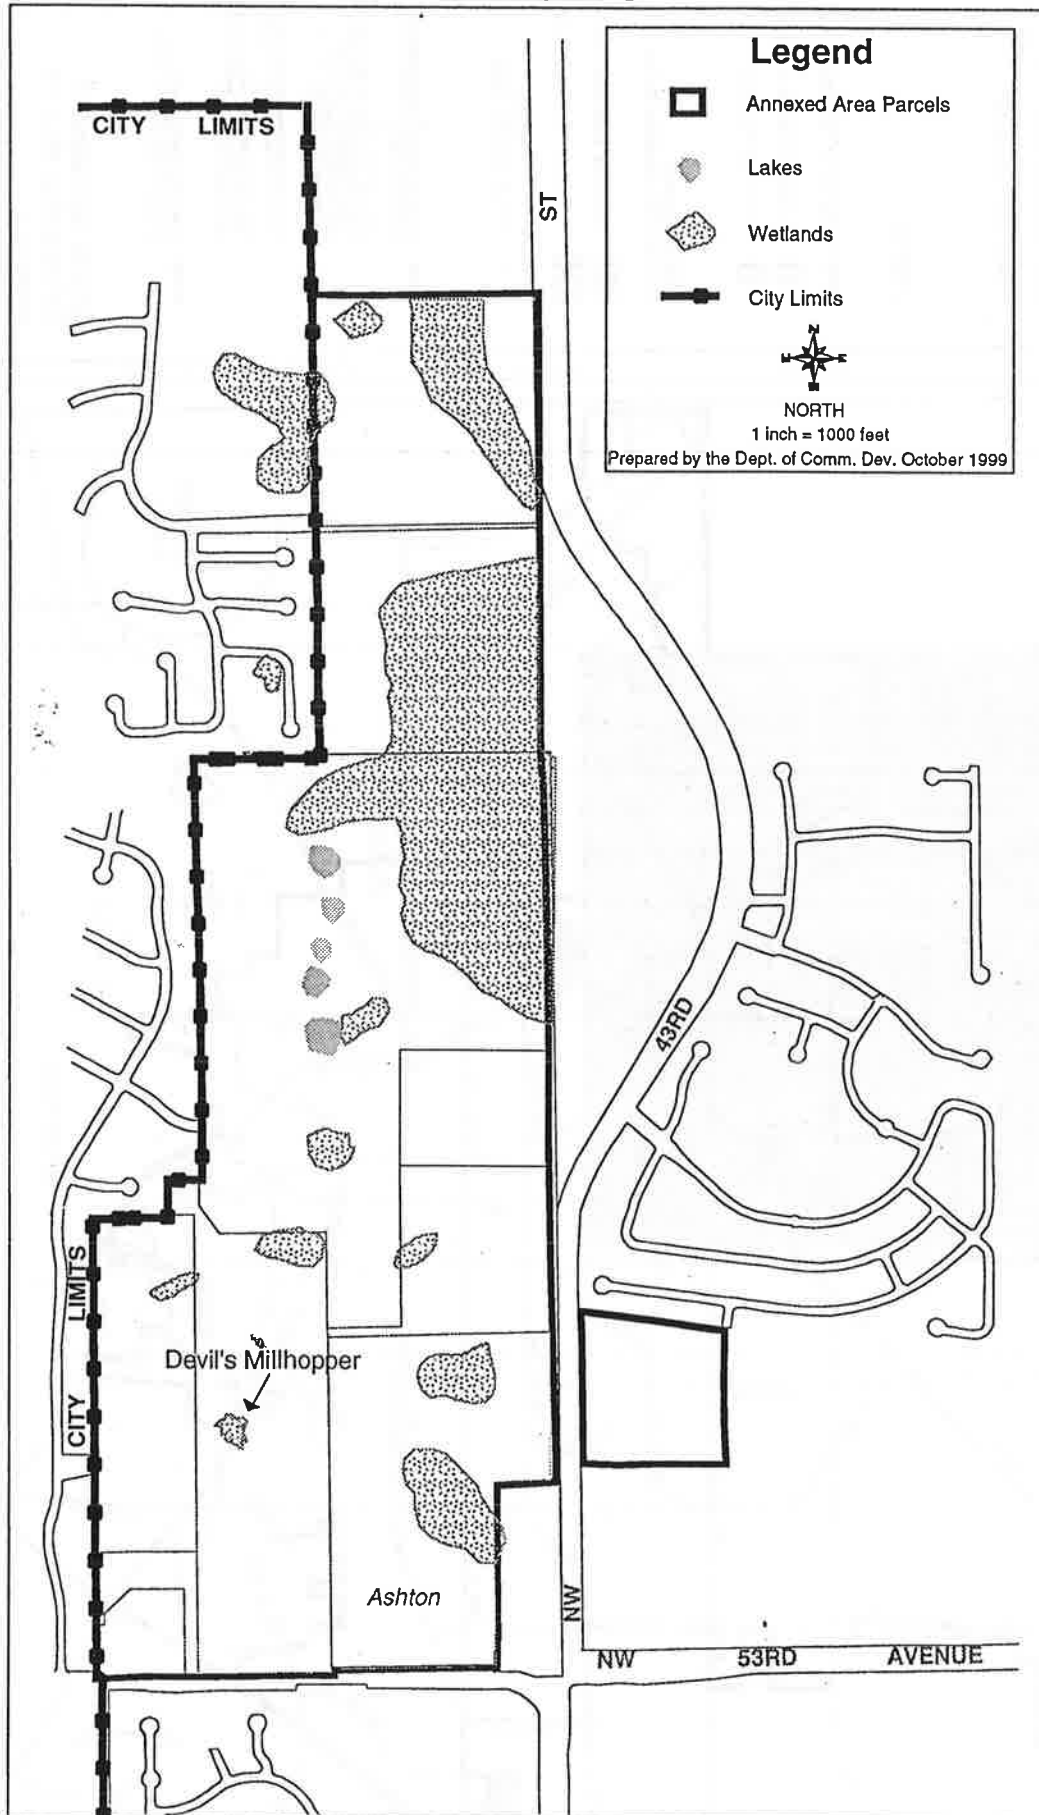 Legend
Annexed Area Parcels
Lakes
Wetlands
City Limits
N
NORTH
1 inch = 1000 feet
Prepared by the Dept. of Comm. Dev. October 1999
CITY LIMITS
ST
43RD
NW
CITY LIMITS
Devil's Millhopper
Ashton
NW 53RD AVENUE